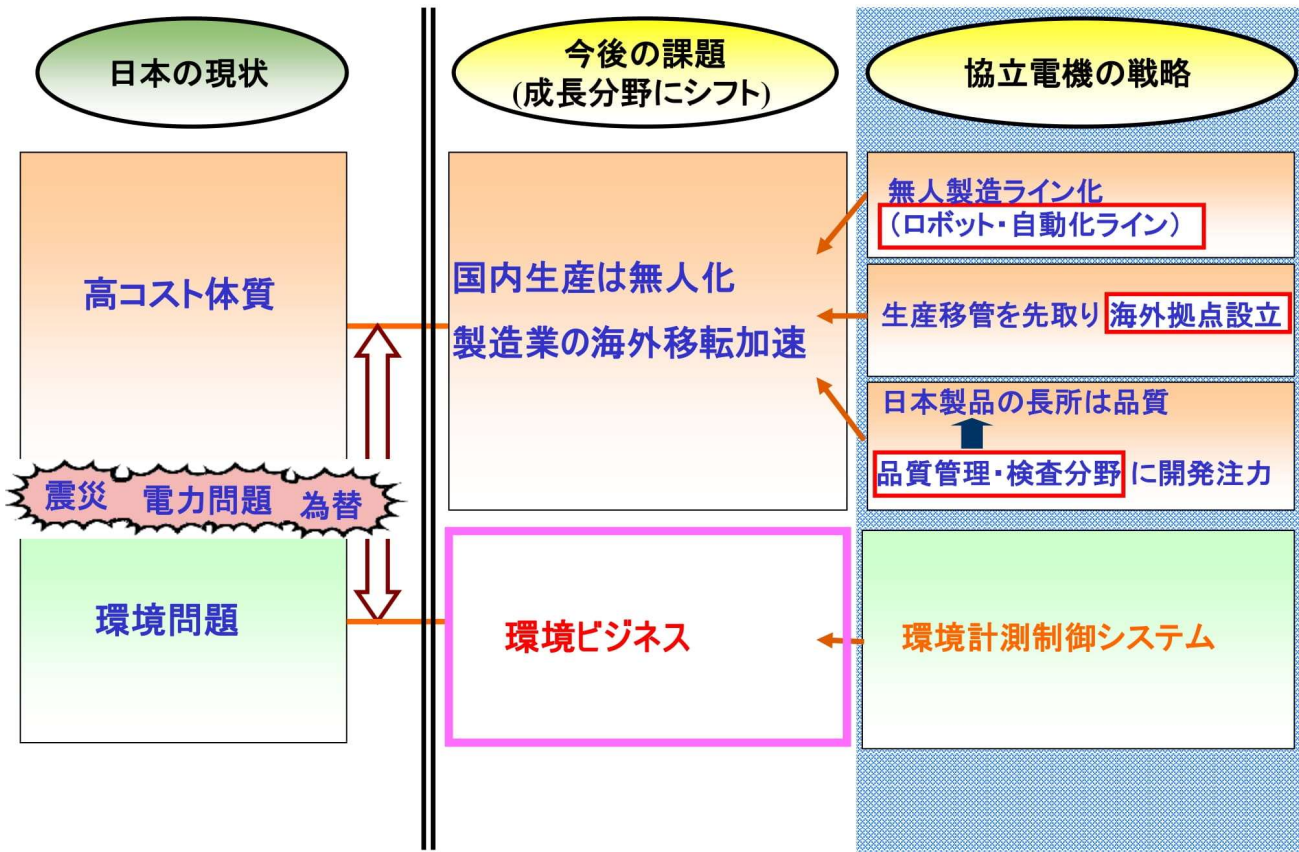 日本の現状
高コスト体質
震災
電力問題
為替
環境問題
今後の課題
(成長分野にシフト)
国内生産は無人化
製造業の海外移転加速
環境ビジネス
協立電機の戦略
無人製造ライン化
（ロボット・自動化ライン）
生産移管を先取り 海外拠点設立
日本製品の長所は品質
品質管理・検査分野 に開発注力
環境計測制御システム